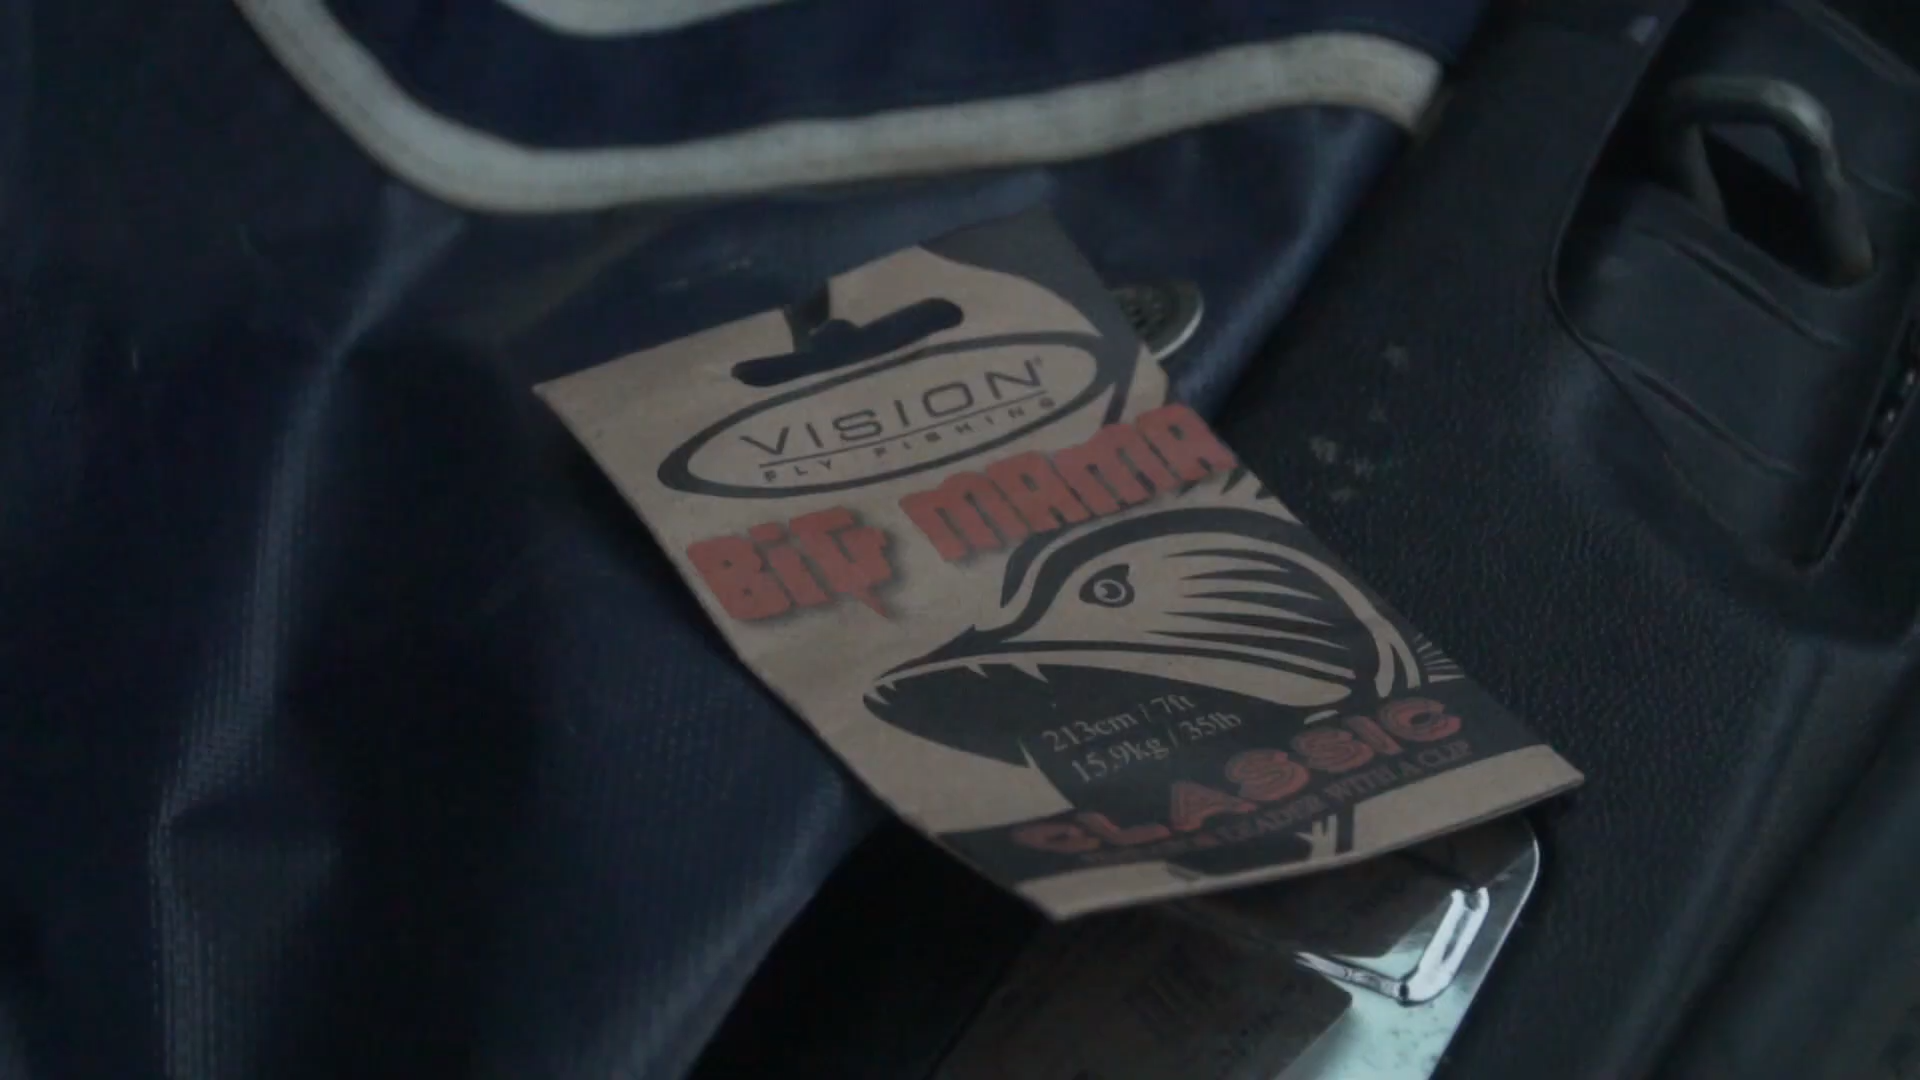 VISION
FLY FISHING
BiG MAMA
213cm / 7ft
15.9kg / 35lb
CLASSIC
LEADER WITH A CLIP